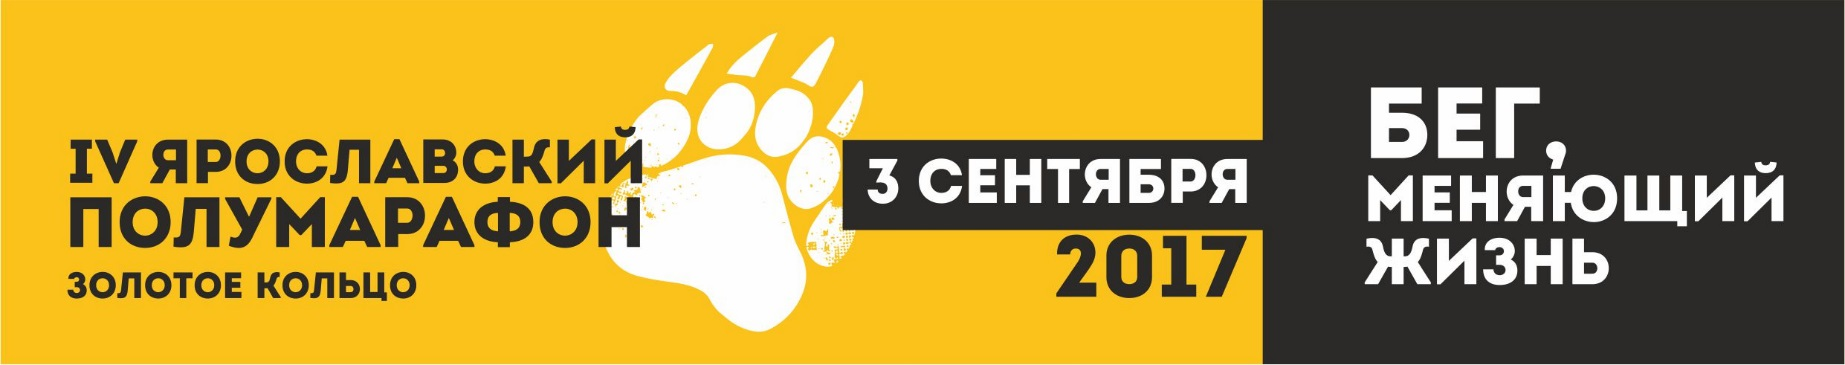 IV ЯРОСЛАВСКИЙ
ПОЛУМАРАФОН
ЗОЛОТОЕ КОЛЬЦО
3 СЕНТЯБРЯ
2017
БЕГ,
МЕНЯЮЩИЙ
ЖИЗНЬ